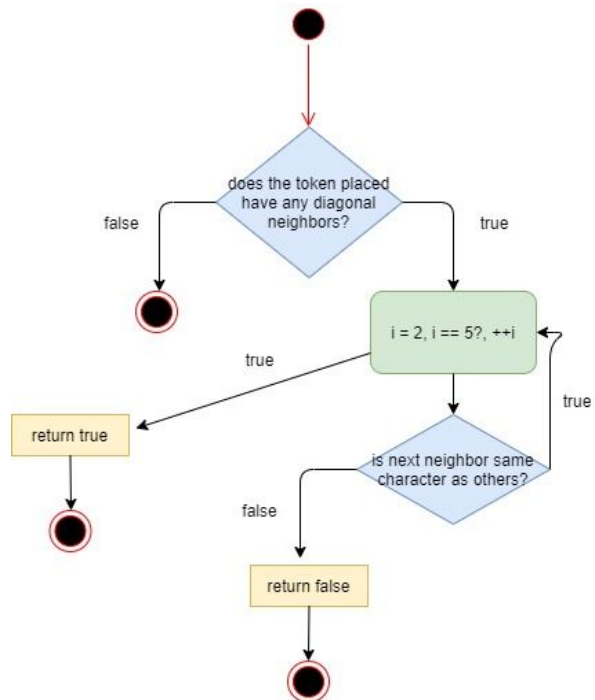 does the token placed
have any diagonal
neighbors?
false
true
i = 2, i == 5?, ++i
true
return true
is next neighbor same
character as others?
true
false
return false